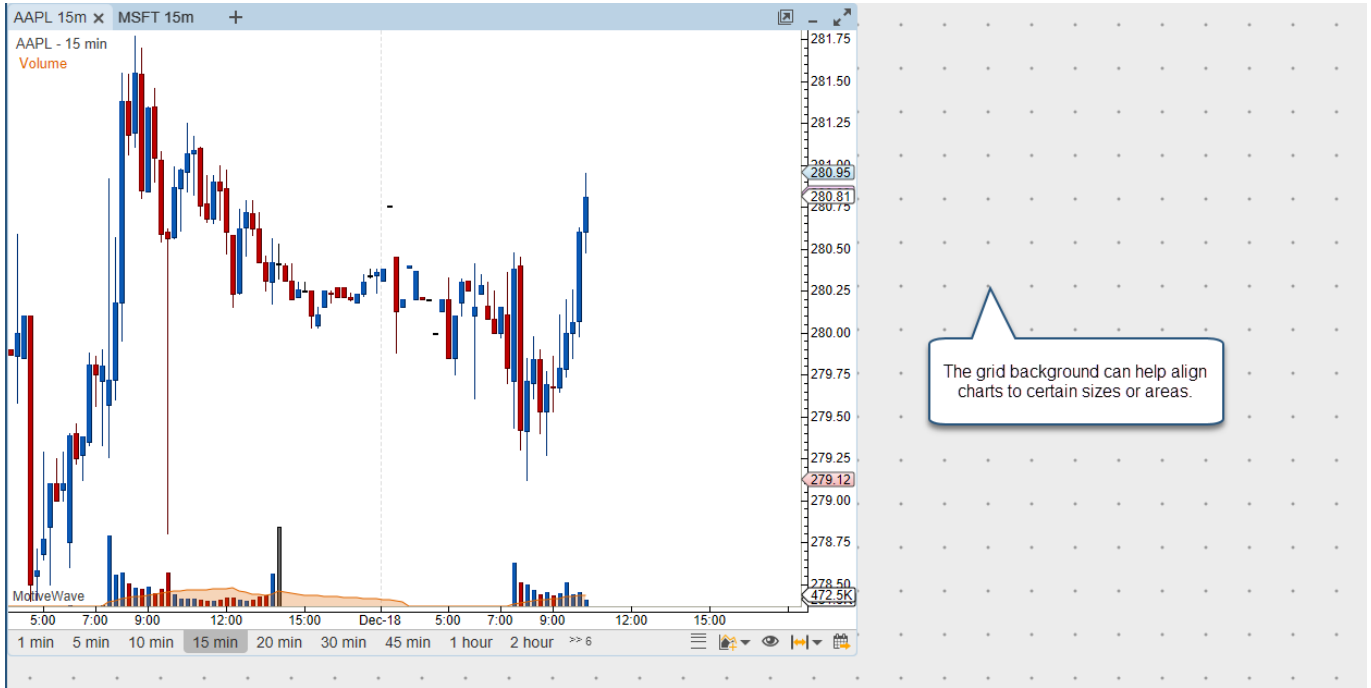 AAPL 15m MSFT 15m +
AAPL - 15 min
Volume
281.75
281.50
281.25
281.00
280.95
280.81
280.75
280.50
280.25
280.00
279.75
279.50
279.25
279.12
279.00
278.75
278.50
472.5K
The grid background can help align
charts to certain sizes or areas.
MotiveWave
5:00 7:00 9:00 12:00 15:00 Dec-18 5:00 7:00 9:00 12:00 15:00
1 min 5 min 10 min 15 min 20 min 30 min 45 min 1 hour 2 hour >> 6